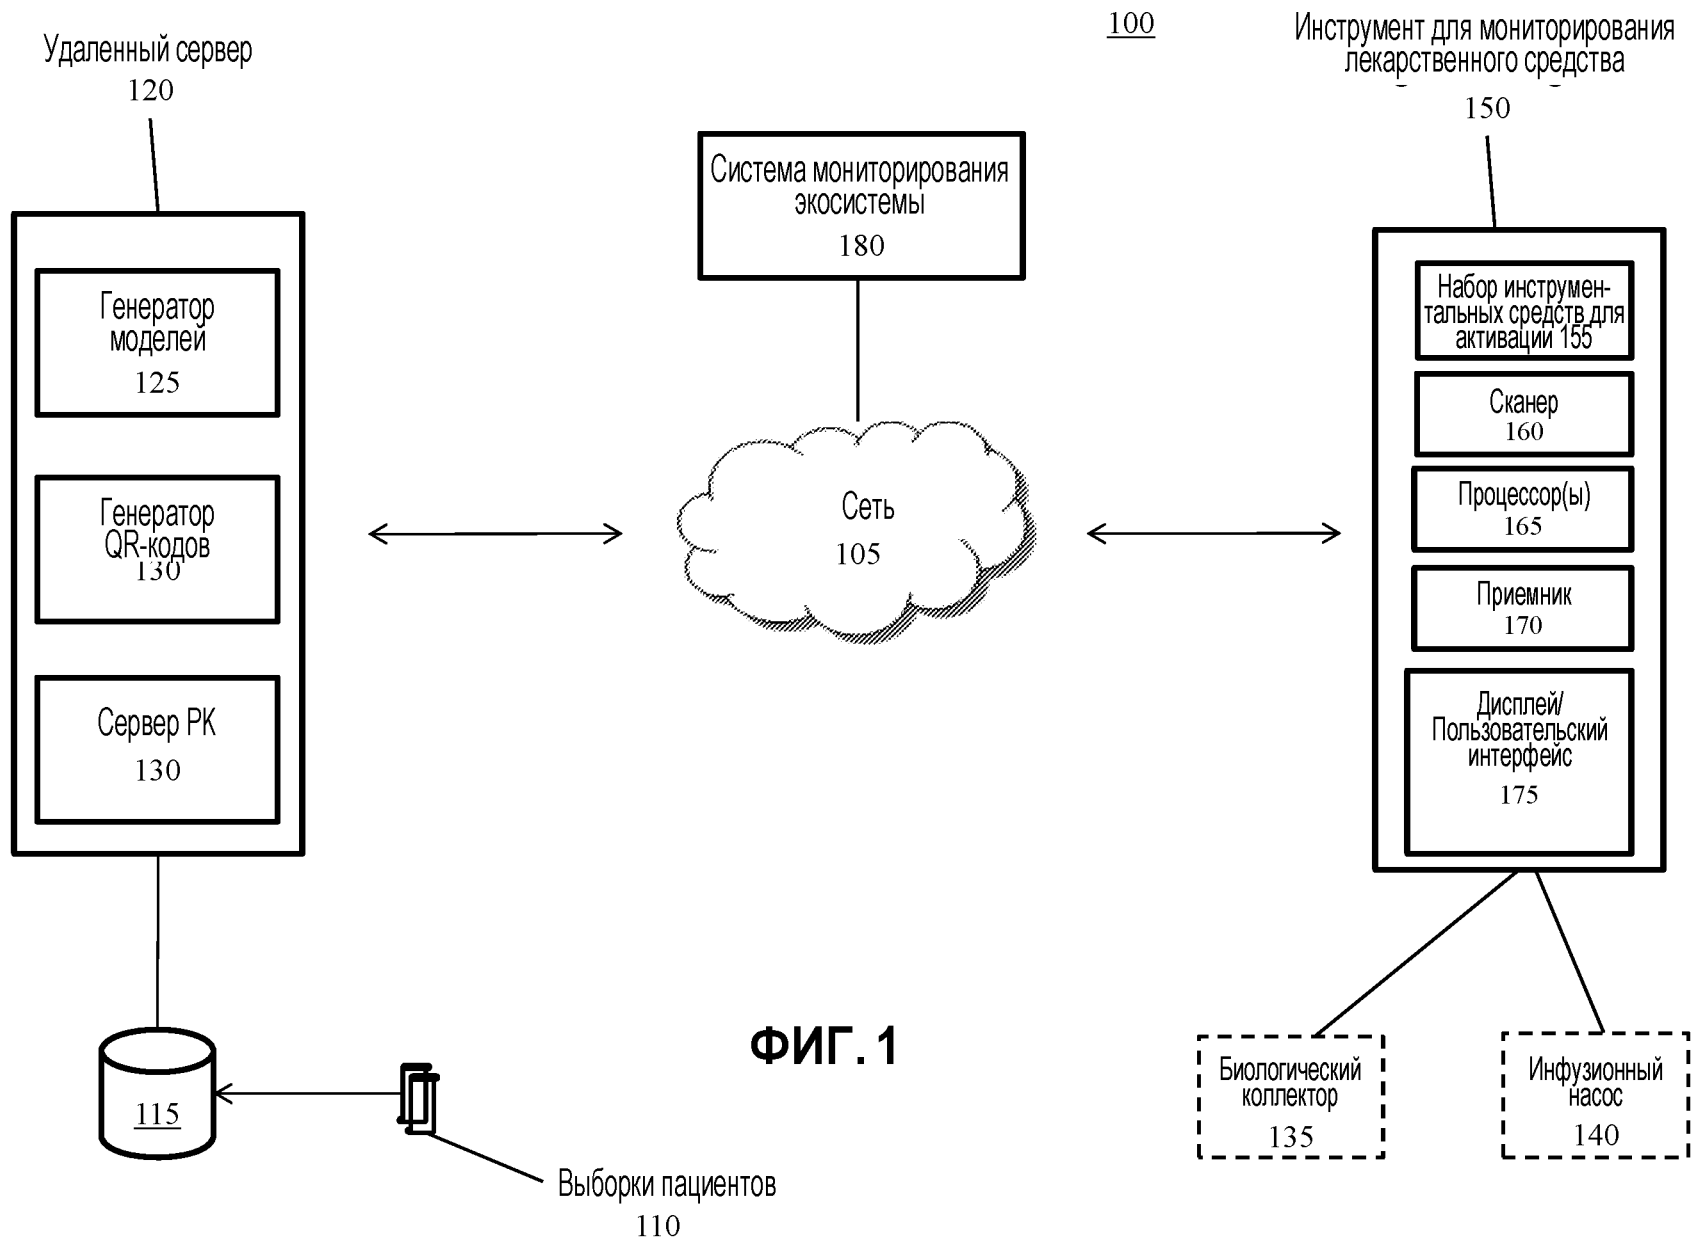 100
Удаленный сервер
120
Генератор
моделей
125
Генератор
QR-кодов
130
Сервер РК
130
115
Выборки пациентов
110
Система мониторирования
экосистемы
180
Сеть
105
ФИГ. 1
Инструмент для мониторирования
лекарственного средства
150
Набор инструмен-
тальных средств для
активации 155
Сканер
160
Процессор(ы)
165
Приемник
170
Дисплей/
Пользовательский
интерфейс
175
Биологический
коллектор
135
Инфузионный
насос
140